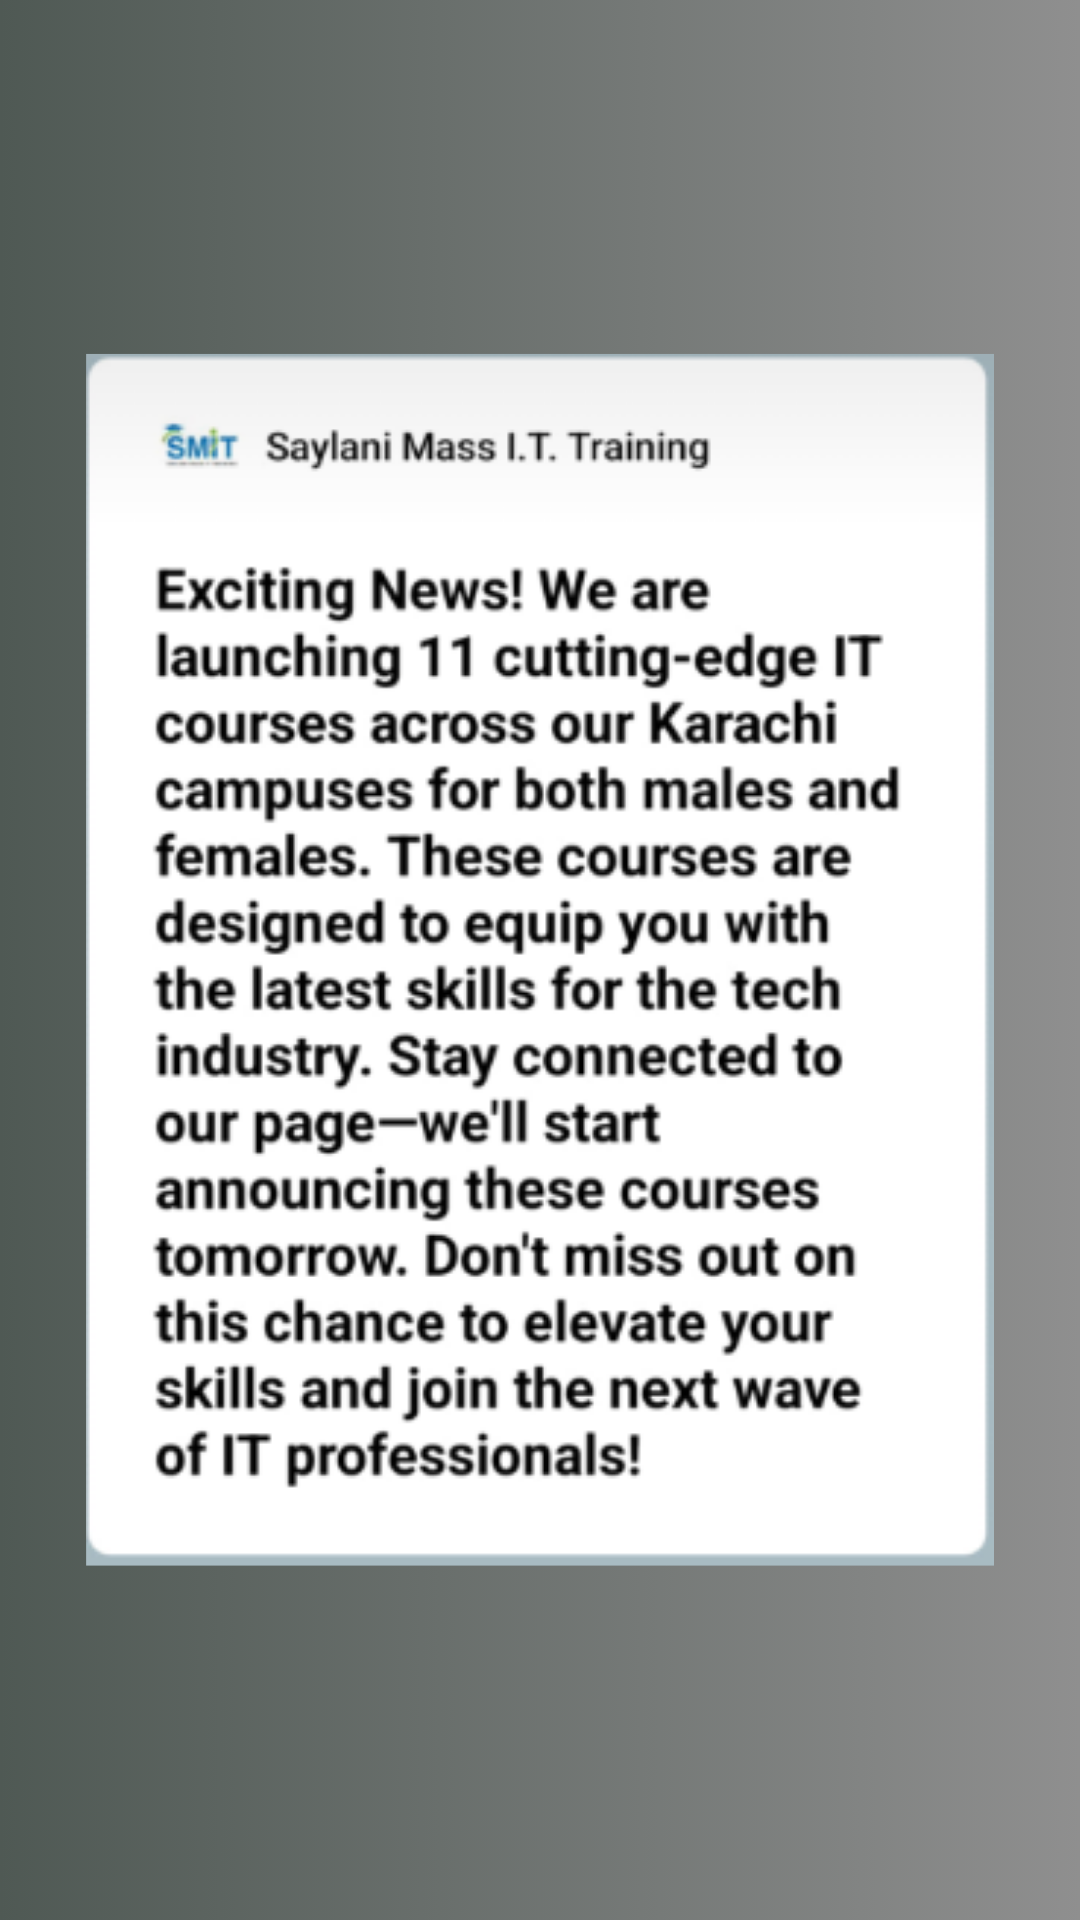 SMIT Saylani Mass I.T. Training
Exciting News! We are
launching 11 cutting-edge IT
courses across our Karachi
campuses for both males and
females. These courses are
designed to equip you with
the latest skills for the tech
industry. Stay connected to
our page—we'll start
announcing these courses
tomorrow. Don't miss out on
this chance to elevate your
skills and join the next wave
of IT professionals!